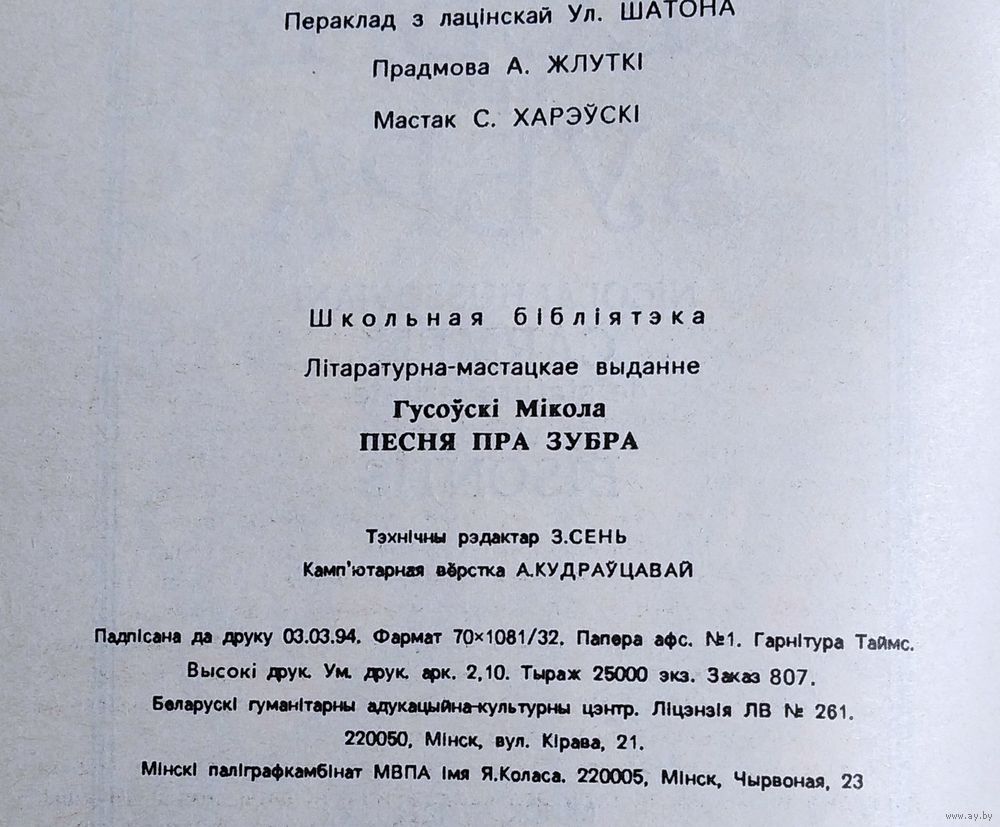 Пераклад з лацінскай Ул. ШАТОНА
Прадмова А. ЖЛУТКІ
Мастак С. ХАРЭЎСКІ
Школьная бібліятэка
Літаратурна-мастацкае выданне
Гусоўскі Мікола
ПЕСНЯ ПРА ЗУБРА
Тэхнічны рэдактар З.СЕНЬ
Камп'ютарная вёрстка А.КУДРАЎЦАВАЙ
Падпісана да друку 03.03.94. Фармат 70×1081/32. Папера афс. №1. Гарнітура Таймс.
Высокі друк. Ум. друк. арк. 2,10. Тыраж 25000 экз. Заказ 807.
Беларускі гуманітарны адукацыйна-культурны цэнтр. Ліцэнзія ЛВ № 261.
220050, Мінск, вул. Кірава, 21.
Мінскі паліграфкамбінат МВПА імя Я.Коласа. 220005, Мінск, Чырвоная, 23
www.ay.by